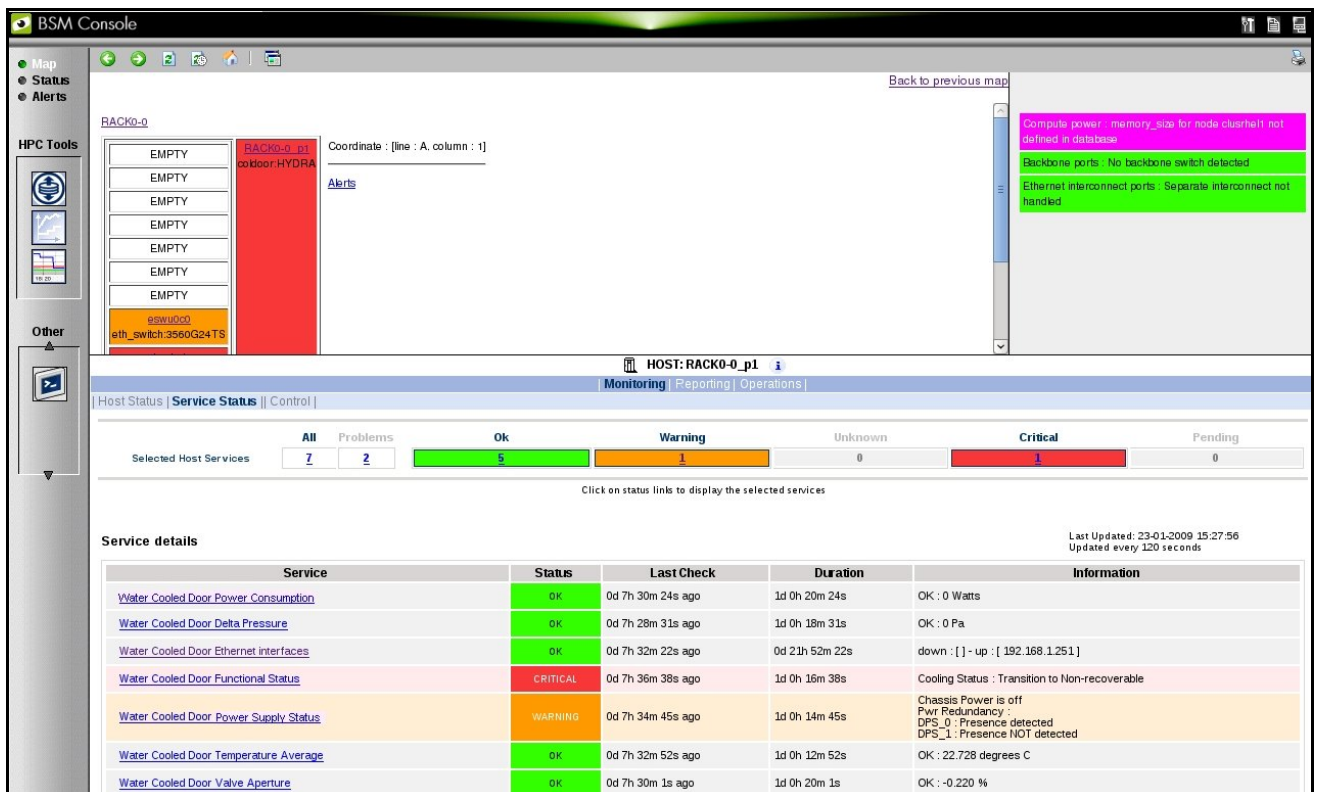 BSM Console
Map
Status
Alerts
HPC Tools
Other
Back to previous map
RACK0-0
EMPTY
EMPTY
EMPTY
EMPTY
EMPTY
EMPTY
EMPTY
eswu0c0
eth_switch:3560G24TS
RACK0-0_p1
coldoor:HYDRA
Coordinate : [line : A, column : 1]
Alerts
Compute power : memory_size for node clusrhel1 not
defined in database
Backbone ports : No backbone switch detected
Ethernet interconnect ports : Separate interconnect not
handled
HOST: RACK0-0_p1
| Monitoring | Reporting | Operations |
| Host Status | Service Status || Control |
All Problems Ok Warning Unknown Critical Pending
Selected Host Services 7 2 5 1 0 1 0
Click on status links to display the selected services
Service details
Last Updated: 23-01-2009 15:27:56
Updated every 120 seconds
Service Status Last Check Duration Information
Water Cooled Door Power Consumption OK 0d 7h 30m 24s ago 1d 0h 20m 24s OK : 0 Watts
Water Cooled Door Delta Pressure OK 0d 7h 28m 31s ago 1d 0h 18m 31s OK : 0 Pa
Water Cooled Door Ethernet interfaces OK 0d 7h 32m 22s ago 0d 21h 52m 22s down : [ ] - up : [ 192.168.1.251 ]
Water Cooled Door Functional Status CRITICAL 0d 7h 36m 38s ago 1d 0h 16m 38s Cooling Status : Transition to Non-recoverable
Water Cooled Door Power Supply Status WARNING 0d 7h 34m 45s ago 1d 0h 14m 45s Chassis Power is off
Pwr Redundancy :
DPS_0 : Presence detected
DPS_1 : Presence NOT detected
Water Cooled Door Temperature Average OK 0d 7h 32m 52s ago 1d 0h 12m 52s OK : 22.728 degrees C
Water Cooled Door Valve Aperture OK 0d 7h 30m 1s ago 1d 0h 20m 1s OK : -0.220 %